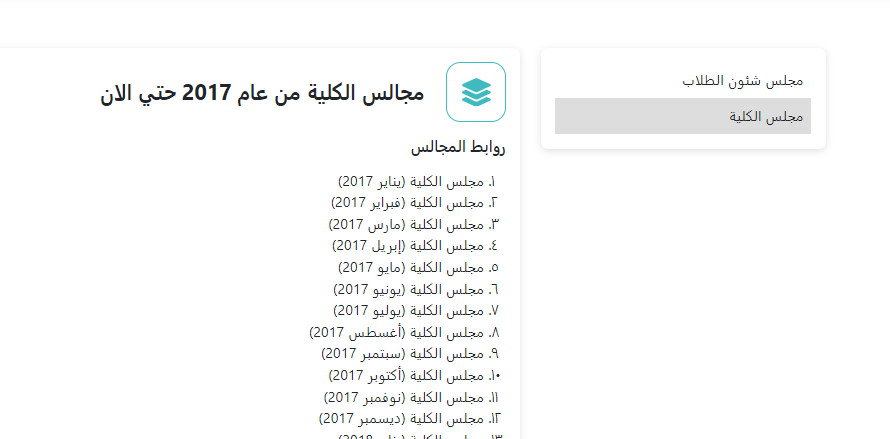 مجلس شئون الطلاب
مجلس الكلية
مجالس الكلية من عام 2017 حتي الان
روابط المجالس
١. مجلس الكلية (يناير 2017)
٢. مجلس الكلية (فبراير 2017)
٣. مجلس الكلية (مارس 2017)
٤. مجلس الكلية (إبريل 2017)
٥. مجلس الكلية (مايو 2017)
٦. مجلس الكلية (يونيو 2017)
٧. مجلس الكلية (يوليو 2017)
٨. مجلس الكلية (أغسطس 2017)
٩. مجلس الكلية (سبتمبر 2017)
١٠. مجلس الكلية (أكتوبر 2017)
١١. مجلس الكلية (نوفمبر 2017)
١٢. مجلس الكلية (ديسمبر 2017)